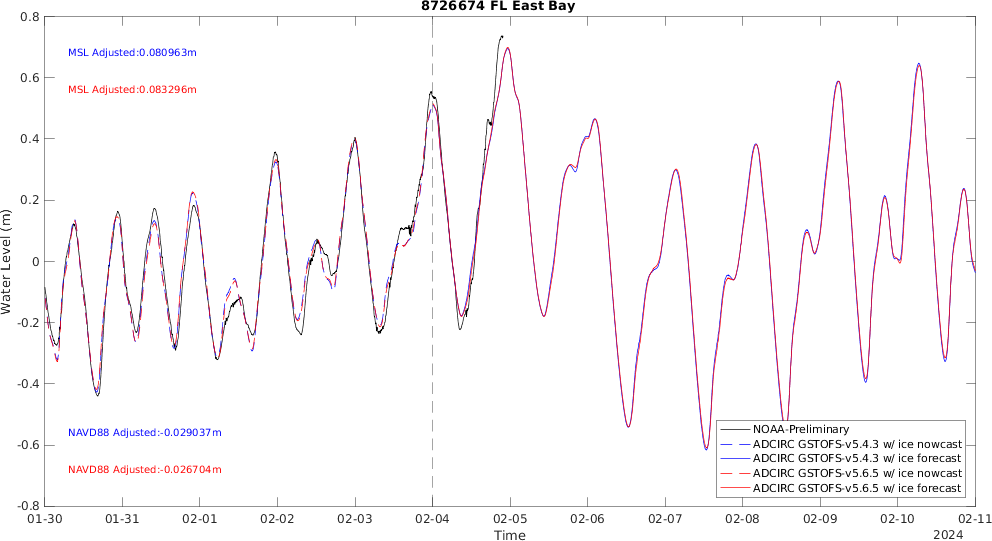 8726674 FL East Bay
0.8
MSL Adjusted:0.080963m
0.6
MSL Adjusted:0.083296m
0.4
0.2
0
Water Level (m)
-0.2
-0.4
NAVD88 Adjusted:-0.029037m
NOAA-Preliminary
-0.6
ADCIRC GSTOFS-v5.4.3 w/ ice nowcast
ADCIRC GSTOFS-v5.4.3 w/ ice forecast
NAVD88 Adjusted:-0.026704m
ADCIRC GSTOFS-v5.6.5 w/ ice nowcast
ADCIRC GSTOFS-v5.6.5 w/ ice forecast
-0.8
01-30 01-31 02-01 02-02 02-03 02-04 02-05 02-06 02-07 02-08 02-09 02-10 02-11
Time
2024